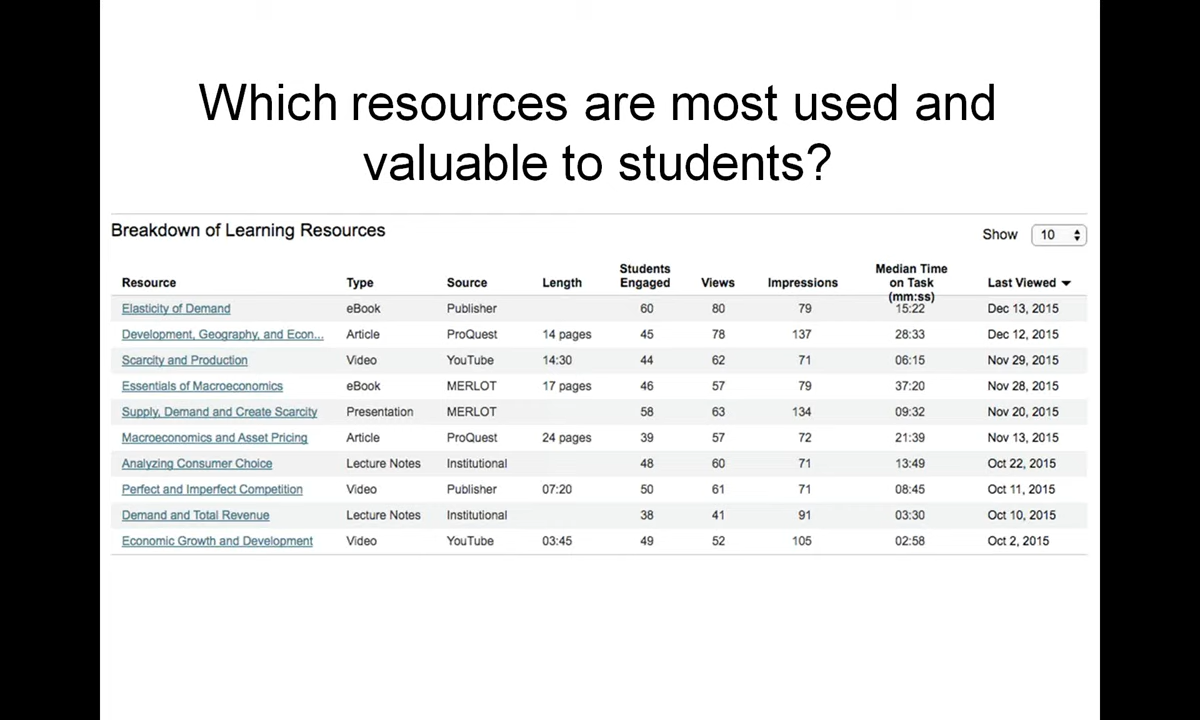 Which resources are most used and
valuable to students?
Breakdown of Learning Resources
Show 10
Resource Type Source Length Students Engaged Views Impressions Median Time on Task (mm:ss) Last Viewed
Elasticity of Demand eBook Publisher 60 80 79 15:22 Dec 13, 2015
Development, Geography, and Econ... Article ProQuest 14 pages 45 78 137 28:33 Dec 12, 2015
Scarcity and Production Video YouTube 14:30 44 62 71 06:15 Nov 29, 2015
Essentials of Macroeconomics eBook MERLOT 17 pages 46 57 79 37:20 Nov 28, 2015
Supply, Demand and Create Scarcity Presentation MERLOT 58 63 134 09:32 Nov 20, 2015
Macroeconomics and Asset Pricing Article ProQuest 24 pages 39 57 72 21:39 Nov 13, 2015
Analyzing Consumer Choice Lecture Notes Institutional 48 60 71 13:49 Oct 22, 2015
Perfect and Imperfect Competition Video Publisher 07:20 50 61 71 08:45 Oct 11, 2015
Demand and Total Revenue Lecture Notes Institutional 38 41 91 03:30 Oct 10, 2015
Economic Growth and Development Video YouTube 03:45 49 52 105 02:58 Oct 2, 2015